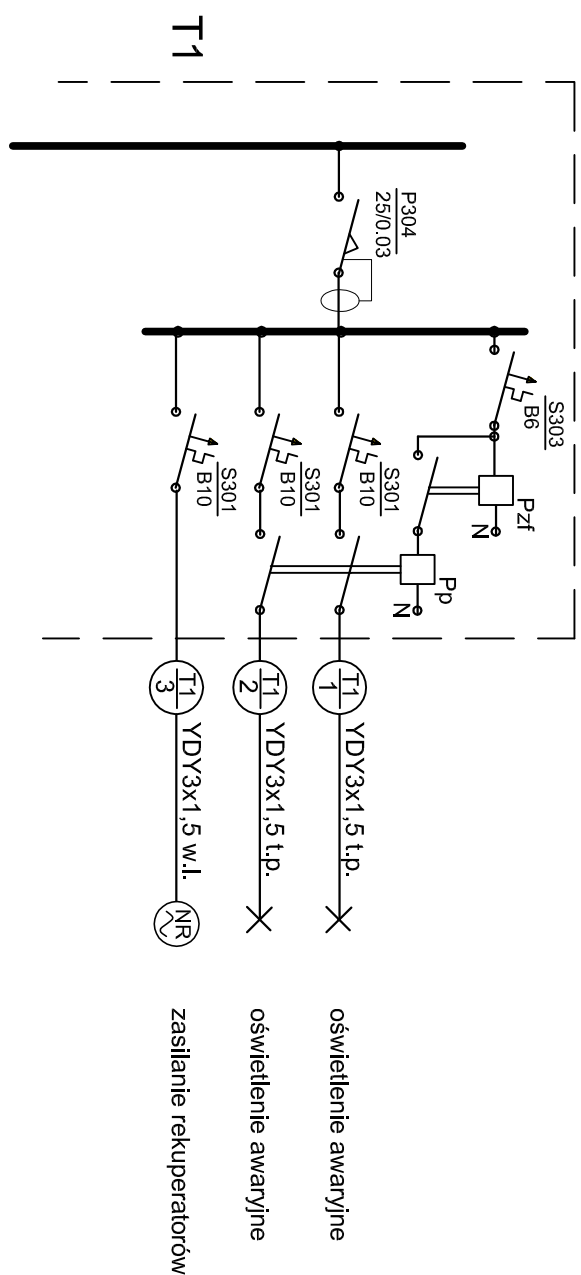 T1
P304
25/0.03
S303
B6
Pzf
N
Pp
N
S301
B10
S301
B10
S301
B10
T1
1
YDY3x1,5 t.p.
oświetlenie awaryjne
T1
2
YDY3x1,5 t.p.
oświetlenie awaryjne
T1
3
YDY3x1,5 w.l.
NR
zasilanie rekuperatorów